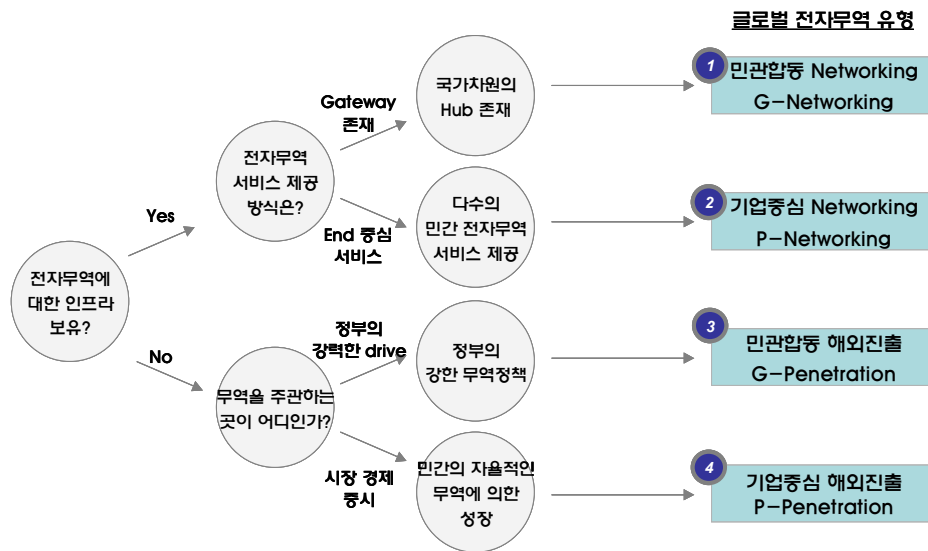 글로벌 전자무역 유형
전자무역에
대한 인프라
보유?
Yes
No
전자무역
서비스 제공
방식은?
Gateway
존재
End 중심
서비스
국가차원의
Hub 존재
다수의
민간 전자무역
서비스 제공
무역을 주관하는
곳이 어디인가?
정부의
강력한 drive
시장 경제
중시
정부의
강한 무역정책
민간의 자율적인
무역에 의한
성장
1
민관합동 Networking
G-Networking
2
기업중심 Networking
P-Networking
3
민관합동 해외진출
G-Penetration
4
기업중심 해외진출
P-Penetration